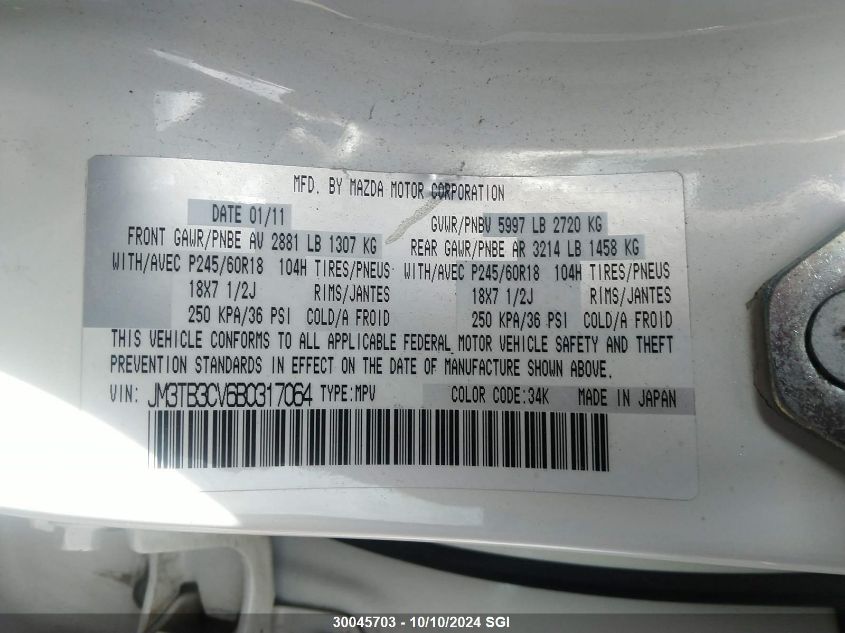 MFD. BY MAZDA MOTOR CORPORATION
DATE 01/11 GVWR/PNBV 5997 LB 2720 KG
FRONT GAWR/PNBE AV 2881 LB 1307 KG REAR GAWR/PNBE AR 3214 LB 1458 KG
WITH/AVEC P245/60R18 104H TIRES/PNEUS WITH/AVEC P245/60R18 104H TIRES/PNEUS
18X7 1/2J RIMS/JANTES 18X7 1/2J RIMS/JANTES
250 KPA/36 PSI COLD/A FROID 250 KPA/36 PSI COLD/A FROID
THIS VEHICLE CONFORMS TO ALL APPLICABLE FEDERAL MOTOR VEHICLE SAFETY AND THEFT
PREVENTION STANDARDS IN EFFECT ON THE DATE OF MANUFACTURE SHOWN ABOVE.
VIN: JM3TB3CV6B0317064 TYPE:MPV COLOR CODE:34K MADE IN JAPAN
30045703 - 10/10/2024 SGI